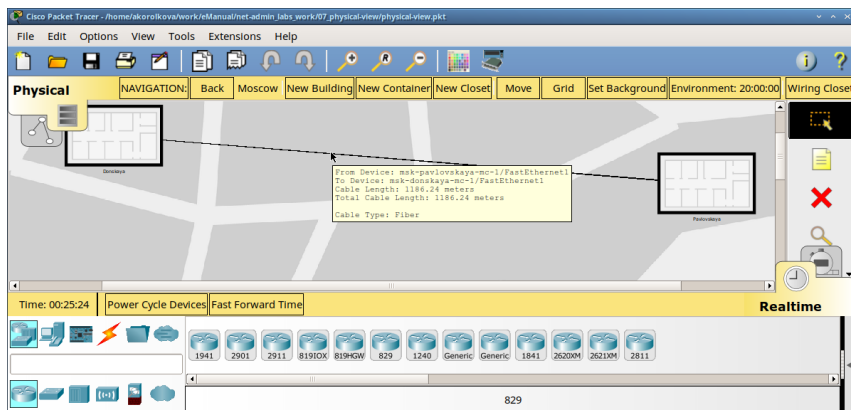 Cisco Packet Tracer - /home/akorolkova/work/eManual/net-admin_labs_work/07_physical-view/physical-view.pkt
File Edit Options View Tools Extensions Help
Physical NAVIGATION: Back Moscow New Building New Container New Closet Move Grid Set Background Environment: 20:00:00 Wiring Closet
Donskaya
From Device: msk-pavlovskaya-mc-1/FastEthernet1
To Device: msk-donskaya-mc-1/FastEthernet1
Cable Length: 1186.24 meters
Total Cable Length: 1186.24 meters
Cable Type: Fiber
Pavlovskaya
Time: 00:25:24 Power Cycle Devices Fast Forward Time Realtime
1941 2901 2911 819IOX 819HGW 829 1240 Generic Generic 1841 2620XM 2621XM 2811
829